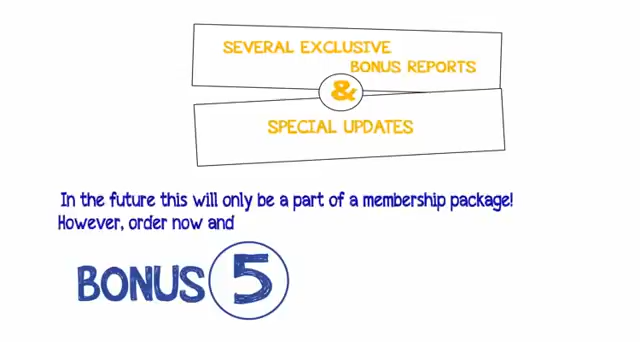 SEVERAL EXCLUSIVE
BONUS REPORTS
&
SPECIAL UPDATES
In the future this will only be a part of a membership package!
However, order now and
BONUS 5